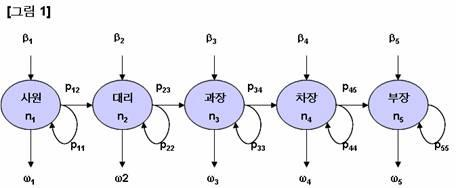 [그림 1]
β1 β2 β3 β4 β5
사원 p12 대리 p23 과장 p34 차장 p45 부장
n1 n2 n3 n4 n5
p11 p22 p33 p44 p55
ω1 ω2 ω3 ω4 ω5